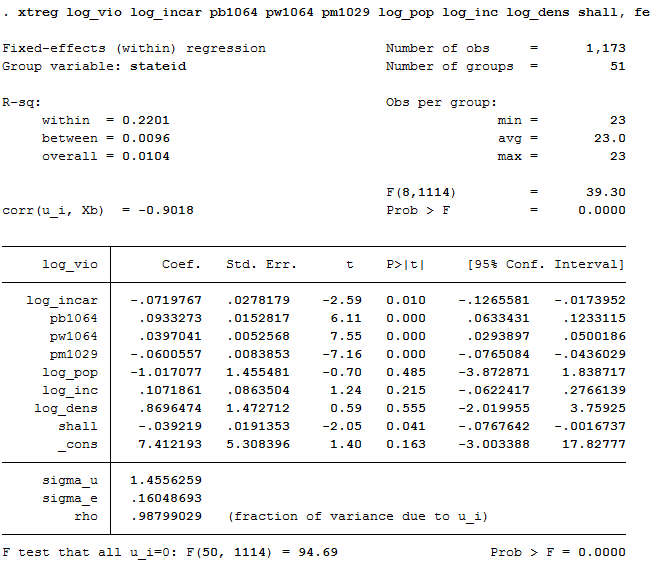 . xtreg log_vio log_incar pb1064 pw1064 pm1029 log_pop log_inc log_dens shall, fe
Fixed-effects (within) regression Number of obs = 1,173
Group variable: stateid Number of groups = 51
R-sq: Obs per group:
within = 0.2201 min = 23
between = 0.0096 avg = 23.0
overall = 0.0104 max = 23
F(8,1114) = 39.30
corr(u_i, Xb) = -0.9018 Prob > F = 0.0000
log_vio Coef. Std. Err. t P>|t| [95% Conf. Interval]
log_incar -.0719767 .0278179 -2.59 0.010 -.1265581 -.0173952
pb1064 .0933273 .0152817 6.11 0.000 .0633431 .1233115
pw1064 .0397041 .0052568 7.55 0.000 .0293897 .0500186
pm1029 -.0600557 .0083853 -7.16 0.000 -.0765084 -.0436029
log_pop -1.017077 1.455481 -0.70 0.485 -3.872871 1.838717
log_inc .1071861 .0863504 1.24 0.215 -.0622417 .2766139
log_dens .8696474 1.472712 0.59 0.555 -2.019955 3.75925
shall -.039219 .0191353 -2.05 0.041 -.0767642 -.0016737
_cons 7.412193 5.308396 1.40 0.163 -3.003388 17.82777
sigma_u 1.4556259
sigma_e .16048693
rho .98799029 (fraction of variance due to u_i)
F test that all u_i=0: F(50, 1114) = 94.69 Prob > F = 0.0000